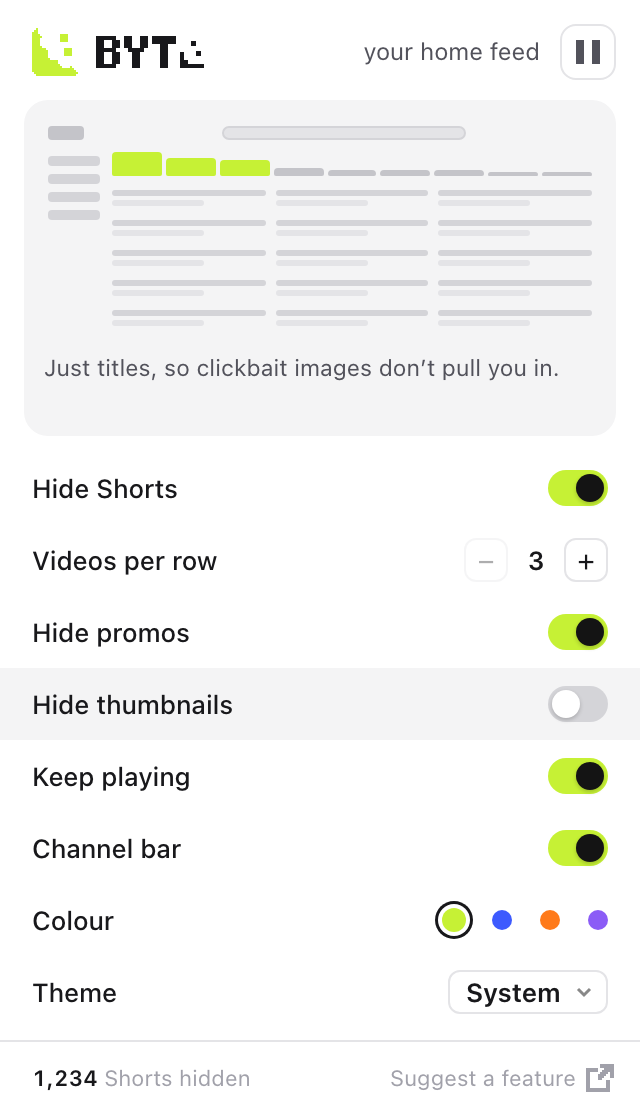 BYTE
your home feed
Just titles, so clickbait images don’t pull you in.
Hide Shorts
Videos per row
− 3 +
Hide promos
Hide thumbnails
Keep playing
Channel bar
Colour
Theme
System
1,234 Shorts hidden
Suggest a feature